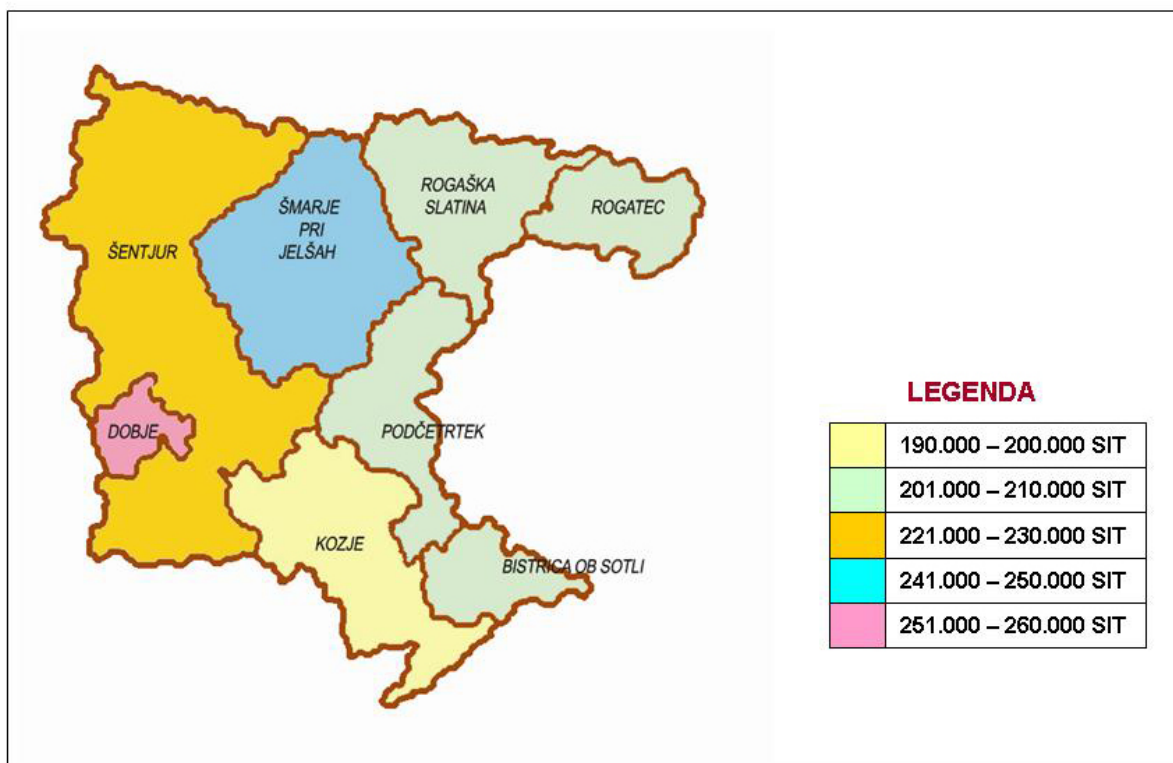 ROGAŠKA
SLATINA
ROGATEC
ŠMARJE
PRI
JELŠAH
ŠENTJUR
DOBJE
PODČETRTEK
KOZJE
BISTRICA OB SOTLI
LEGENDA
190.000 – 200.000 SIT
201.000 – 210.000 SIT
221.000 – 230.000 SIT
241.000 – 250.000 SIT
251.000 – 260.000 SIT